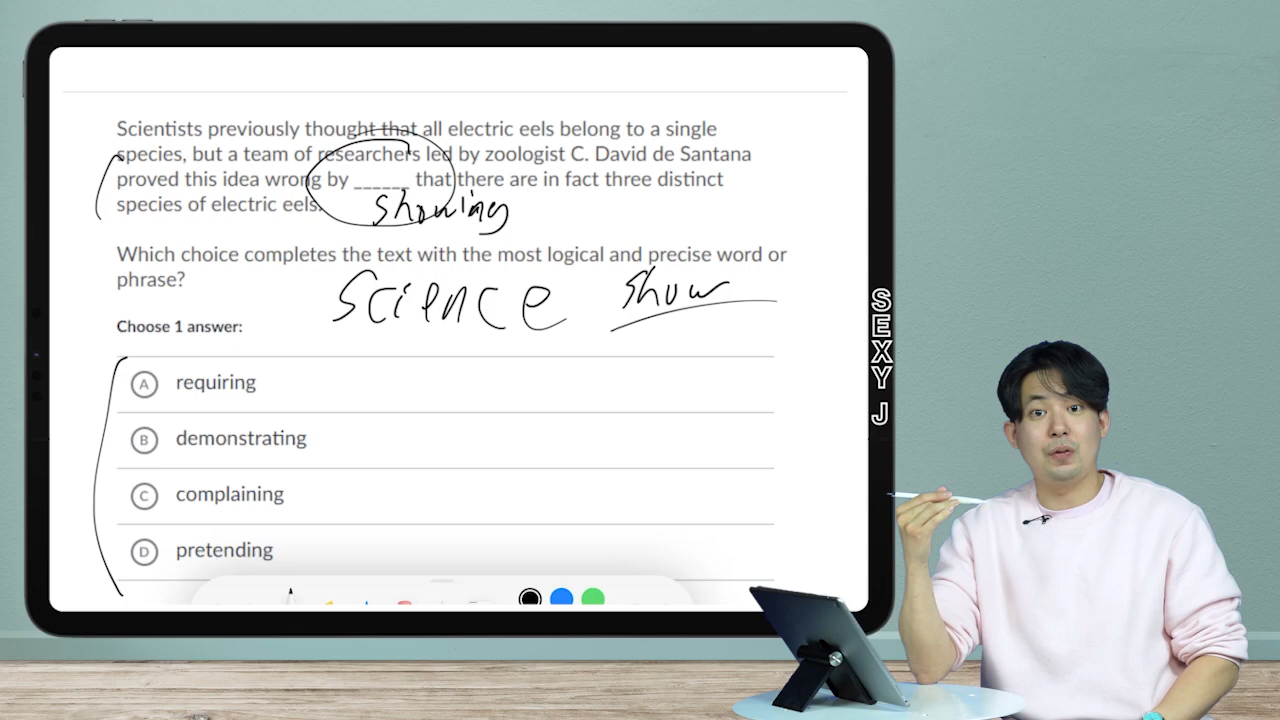 Scientists previously thought that all electric eels belong to a single
species, but a team of researchers led by zoologist C. David de Santana
proved this idea wrong by ______ that there are in fact three distinct
species of electric eels.
showing
Which choice completes the text with the most logical and precise word or
phrase?
SCIENCE show
Choose 1 answer:
A requiring
B demonstrating
C complaining
D pretending
SEXY J